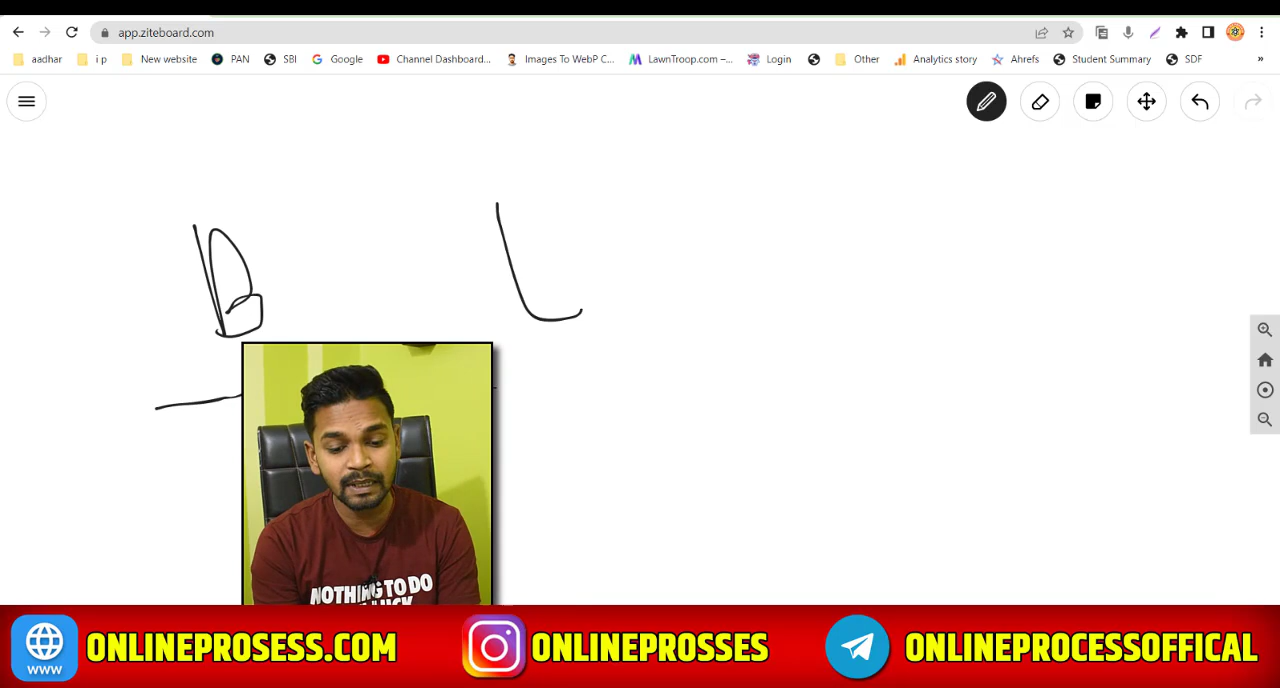 app.ziteboard.com
aadhar i p New website PAN SBI Google Channel Dashboard... Images To WebP C... LawnTroop.com –... Login Other Analytics story Ahrefs Student Summary SDF »
B L
NOTHING TO DO
WWW ONLINEPROSESS.COM ONLINEPROSSES ONLINEPROCESSOFFICAL